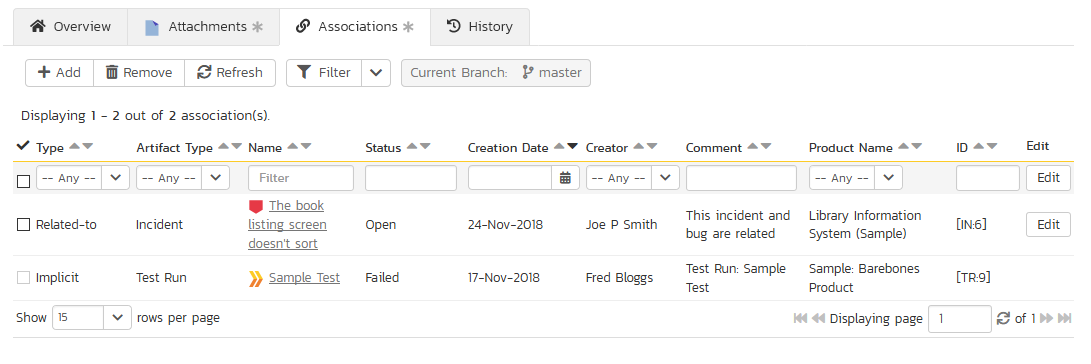 Overview Attachments Associations History
Add Remove Refresh Filter Current Branch: master
Displaying 1 - 2 out of 2 association(s).
Type Artifact Type Name Status Creation Date Creator Comment Product Name ID Edit
-- Any -- -- Any -- Filter -- Any -- -- Any -- Edit
Related-to Incident The book listing screen doesn't sort Open 24-Nov-2018 Joe P Smith This incident and bug are related Library Information System (Sample) [IN:6] Edit
Implicit Test Run Sample Test Failed 17-Nov-2018 Fred Bloggs Test Run: Sample Test Sample: Barebones Product [TR:9]
Show 15 rows per page Displaying page 1 of 1